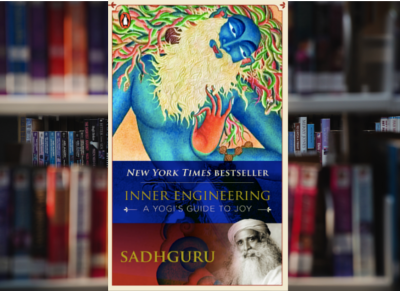 NEW YORK TIMES BESTSELLER
INNER ENGINEERING
A YOGI'S GUIDE TO JOY
SADHGURU